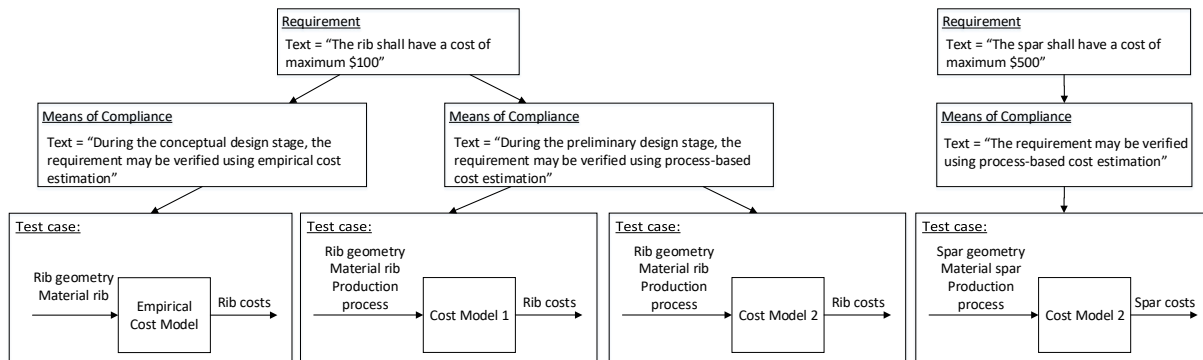 Requirement
Text = “The rib shall have a cost of
maximum $100”
Requirement
Text = “The spar shall have a cost of
maximum $500”
Means of Compliance
Text = “During the conceptual design stage, the
requirement may be verified using empirical cost
estimation”
Means of Compliance
Text = “During the preliminary design stage, the
requirement may be verified using process-based
cost estimation”
Means of Compliance
Text = “The requirement may be verified
using process-based cost estimation”
Test case:
Rib geometry
Material rib
Empirical
Cost Model
Rib costs
Test case:
Rib geometry
Material rib
Production
process
Cost Model 1
Rib costs
Test case:
Rib geometry
Material rib
Production
process
Cost Model 2
Rib costs
Test case:
Spar geometry
Material spar
Production
process
Cost Model 2
Spar costs